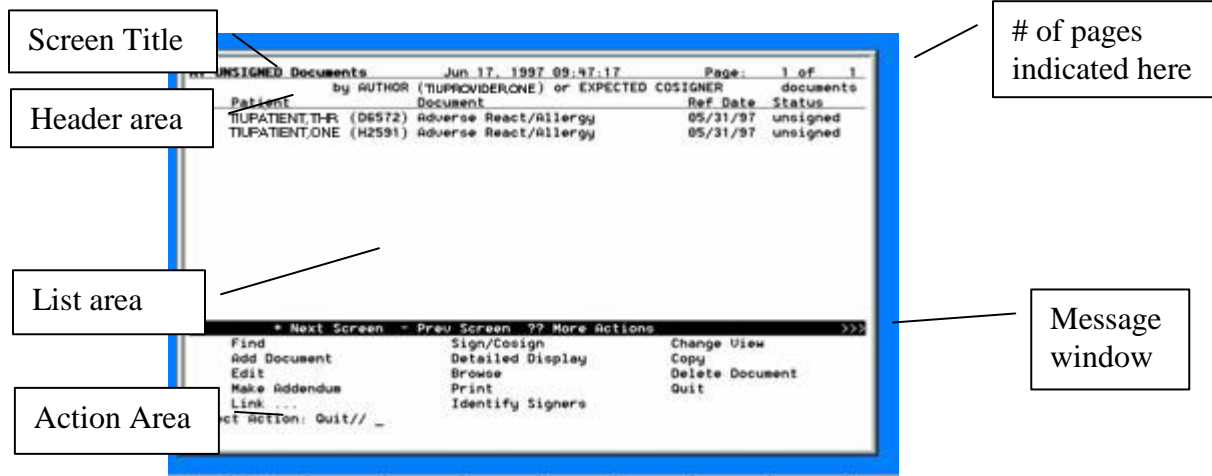 Screen Title
# of pages
indicated here
UNSIGNED Documents Jun 17, 1997 09:47:17 Page: 1 of 1
by AUTHOR (TIUPROVIDER,ONE) or EXPECTED COSIGNER documents
Patient Document Ref Date Status
Header area
TIUPATIENT,THR (D6572) Adverse React/Allergy 05/31/97 unsigned
TIUPATIENT,ONE (H2591) Adverse React/Allergy 05/31/97 unsigned
List area
Message
window
+ Next Screen - Prev Screen ?? More Actions >>>
Find Sign/Cosign Change View
Add Document Detailed Display Copy
Edit Browse Delete Document
Make Addendum Print Quit
Link ... Identify Signers
Action Area
ct Action: Quit// _